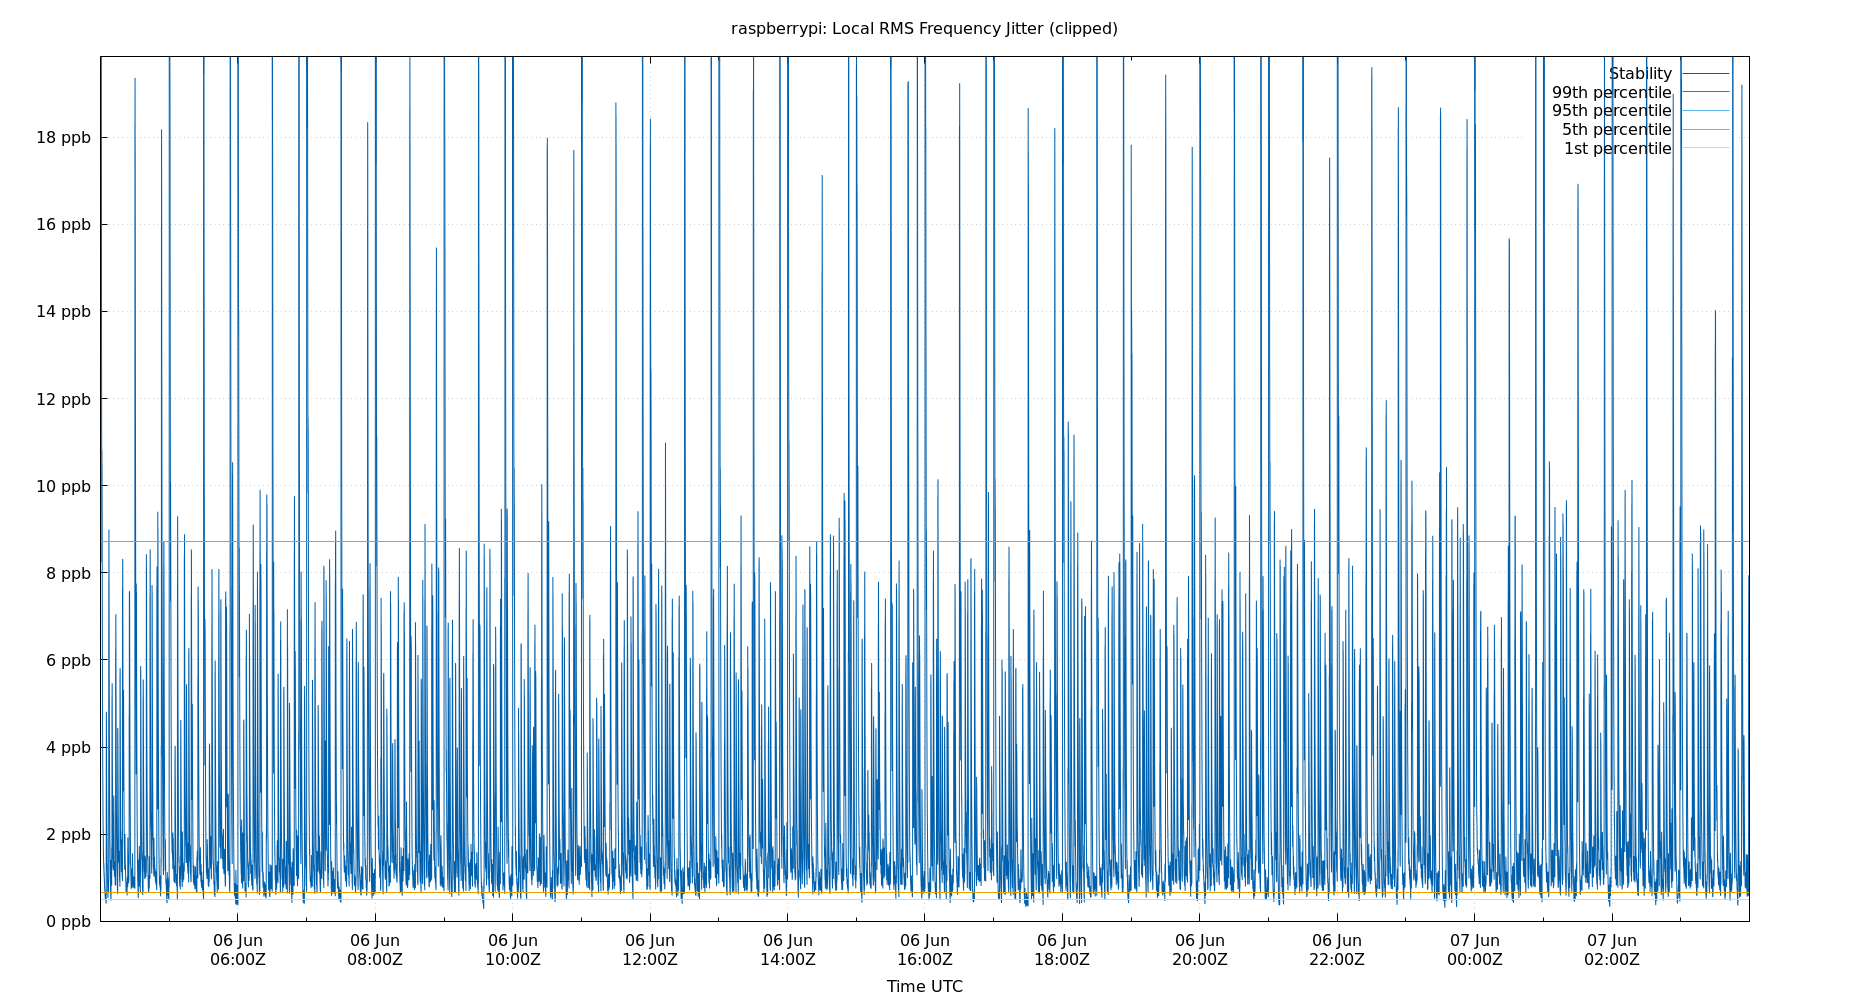 raspberrypi: Local RMS Frequency Jitter (clipped)
Stability
99th percentile
95th percentile
5th percentile
1st percentile
18 ppb
16 ppb
14 ppb
12 ppb
10 ppb
8 ppb
6 ppb
4 ppb
2 ppb
0 ppb
06 Jun 06 Jun 06 Jun 06 Jun 06 Jun 06 Jun 06 Jun 06 Jun 06 Jun 07 Jun 07 Jun
06:00Z 08:00Z 10:00Z 12:00Z 14:00Z 16:00Z 18:00Z 20:00Z 22:00Z 00:00Z 02:00Z
Time UTC